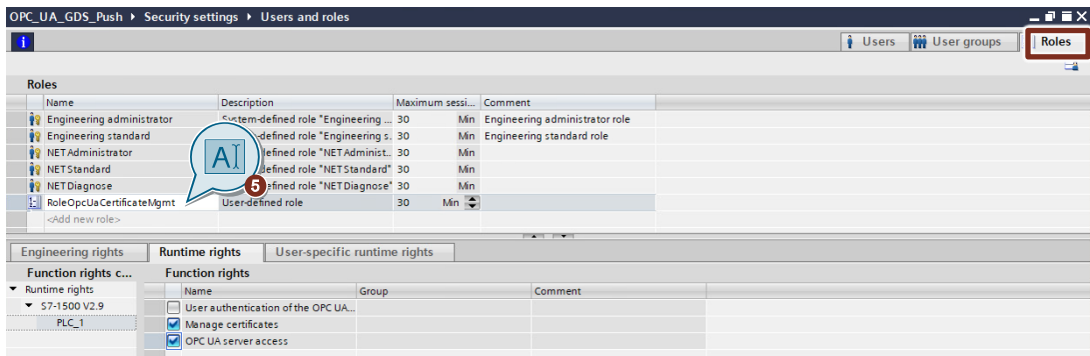 OPC_UA_GDS_Push ▸ Security settings ▸ Users and roles
Users User groups Roles
Roles
Name Description Maximum sessi... Comment
Engineering administrator System-defined role "Engineering ... 30 Min Engineering administrator role
Engineering standard -defined role "Engineering s. 30 Min Engineering standard role
NET Administrator defined role "NET Administ.. 30 Min
NET Standard defined role "NET Standard" 30 Min
NET Diagnose efined role "NET Diagnose" 30 Min
AI
5
RoleOpcUaCertificateMgmt User-defined role 30 Min
<Add new role>
Engineering rights Runtime rights User-specific runtime rights
Function rights c... Function rights
Runtime rights Name Group Comment
S7-1500 V2.9 User authentication of the OPC UA...
PLC_1 Manage certificates
OPC UA server access